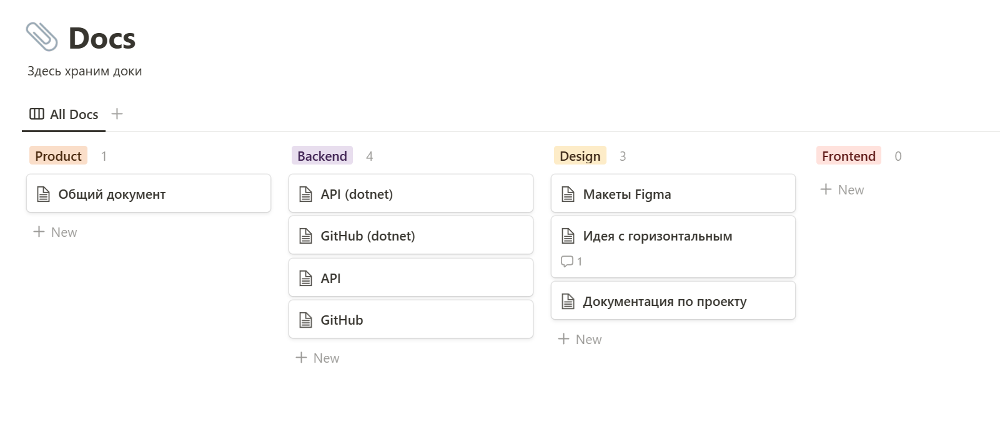 Docs
Здесь храним доки
All Docs
Product 1
Общий документ
New
Backend 4
API (dotnet)
GitHub (dotnet)
API
GitHub
New
Design 3
Макеты Figma
Идея с горизонтальным
1
Документация по проекту
New
Frontend 0
New